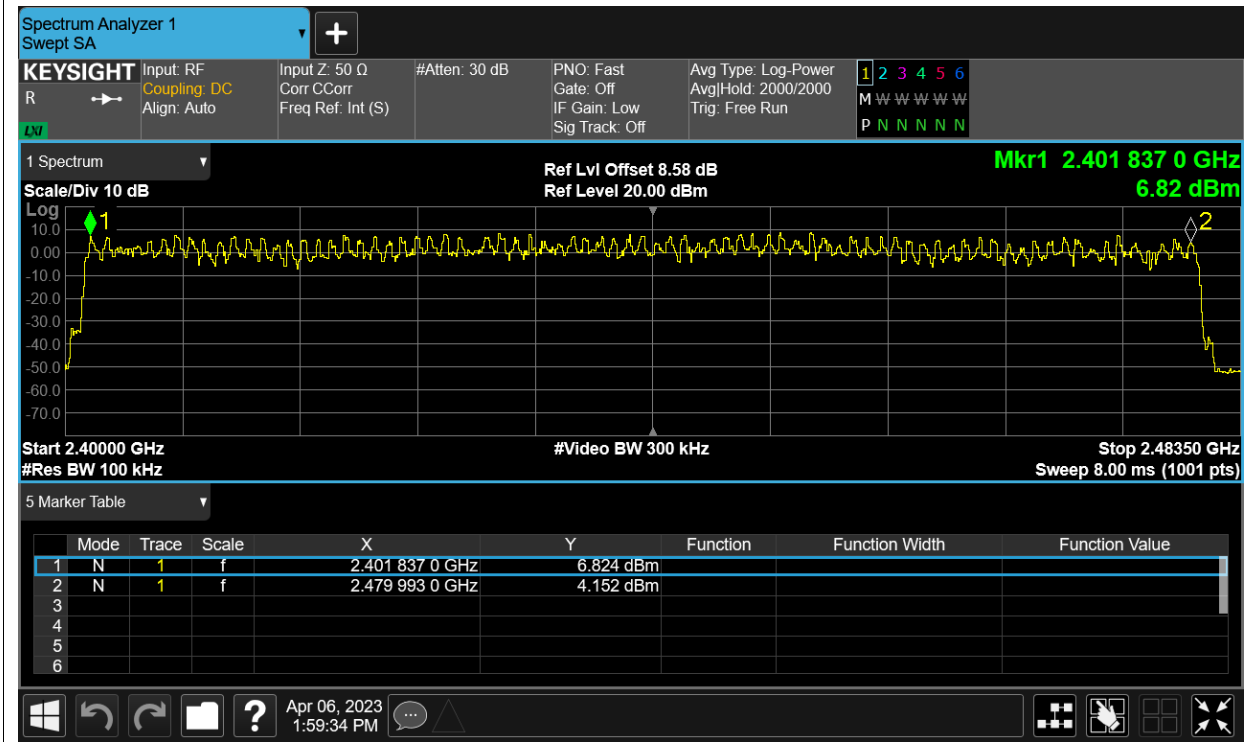 Spectrum Analyzer 1
Swept SA
KEYSIGHT Input: RF Input Z: 50 Ω #Atten: 30 dB PNO: Fast Avg Type: Log-Power 1 2 3 4 5 6
R Coupling: DC Corr CCorr Gate: Off Avg|Hold: 2000/2000 M W W W W W
Align: Auto Freq Ref: Int (S) IF Gain: Low Trig: Free Run
LXI Sig Track: Off P N N N N N
1 Spectrum Ref Lvl Offset 8.58 dB Mkr1 2.401 837 0 GHz
Scale/Div 10 dB Ref Level 20.00 dBm 6.82 dBm
Log 1 2
10.0
0.00
-10.0
-20.0
-30.0
-40.0
-50.0
-60.0
-70.0
Start 2.40000 GHz #Video BW 300 kHz Stop 2.48350 GHz
#Res BW 100 kHz Sweep 8.00 ms (1001 pts)
5 Marker Table
Mode Trace Scale X Y Function Function Width Function Value
1 N 1 f 2.401 837 0 GHz 6.824 dBm
2 N 1 f 2.479 993 0 GHz 4.152 dBm
3
4
5
6
? Apr 06, 2023
1:59:34 PM